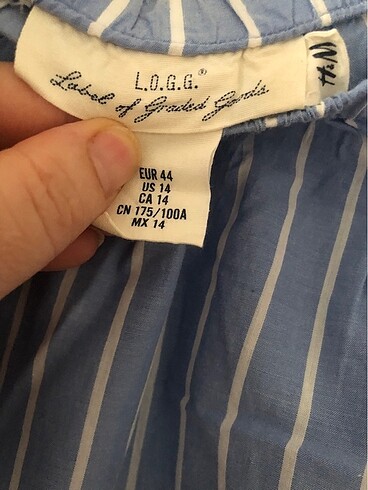 L.O.G.G.®
Label of Graded Goods
H&M
EUR 44
US 14
CA 14
CN 175/100A
MX 14